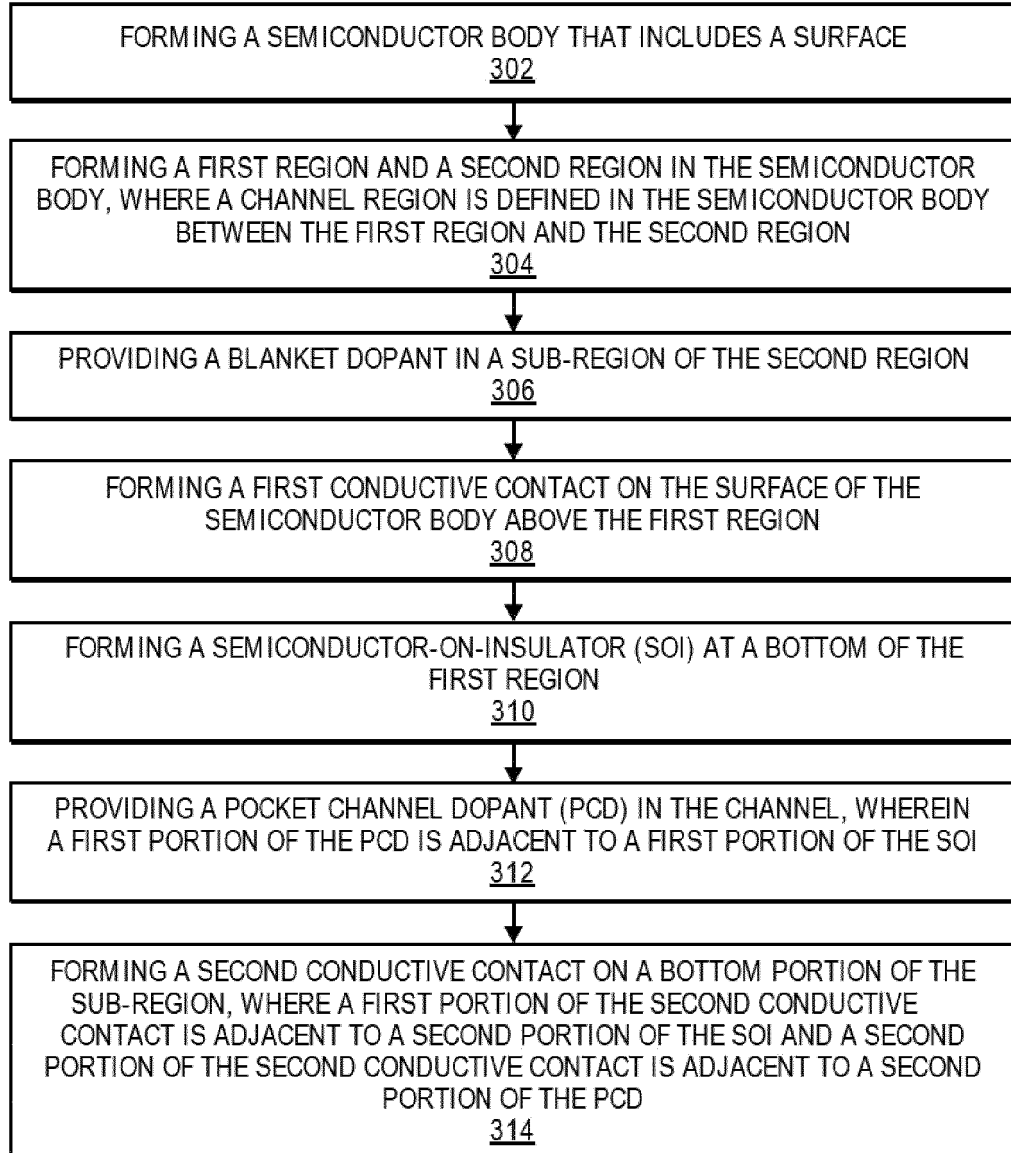 FORMING A SEMICONDUCTOR BODY THAT INCLUDES A SURFACE
302
FORMING A FIRST REGION AND A SECOND REGION IN THE SEMICONDUCTOR
BODY, WHERE A CHANNEL REGION IS DEFINED IN THE SEMICONDUCTOR BODY
BETWEEN THE FIRST REGION AND THE SECOND REGION
304
PROVIDING A BLANKET DOPANT IN A SUB-REGION OF THE SECOND REGION
306
FORMING A FIRST CONDUCTIVE CONTACT ON THE SURFACE OF THE
SEMICONDUCTOR BODY ABOVE THE FIRST REGION
308
FORMING A SEMICONDUCTOR-ON-INSULATOR (SOI) AT A BOTTOM OF THE
FIRST REGION
310
PROVIDING A POCKET CHANNEL DOPANT (PCD) IN THE CHANNEL, WHEREIN
A FIRST PORTION OF THE PCD IS ADJACENT TO A FIRST PORTION OF THE SOI
312
FORMING A SECOND CONDUCTIVE CONTACT ON A BOTTOM PORTION OF THE
SUB-REGION, WHERE A FIRST PORTION OF THE SECOND CONDUCTIVE
CONTACT IS ADJACENT TO A SECOND PORTION OF THE SOI AND A SECOND
PORTION OF THE SECOND CONDUCTIVE CONTACT IS ADJACENT TO A SECOND
PORTION OF THE PCD
314